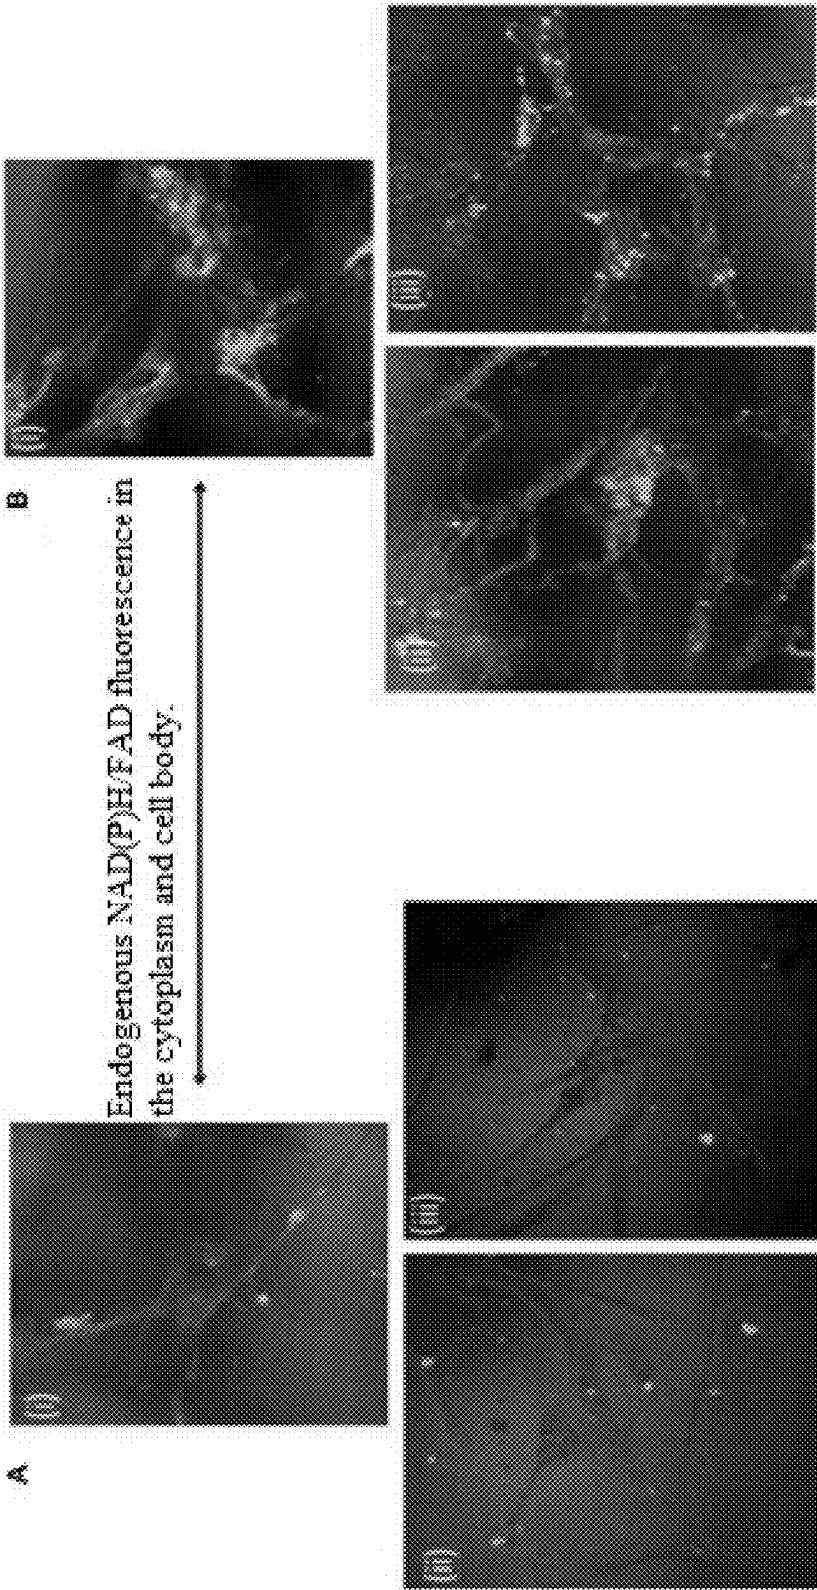 A
(i)
(ii)
(iii)
Endogenous NAD(P)H/FAD fluorescence in
the cytoplasm and cell body.
B
(i)
(ii)
(iii)